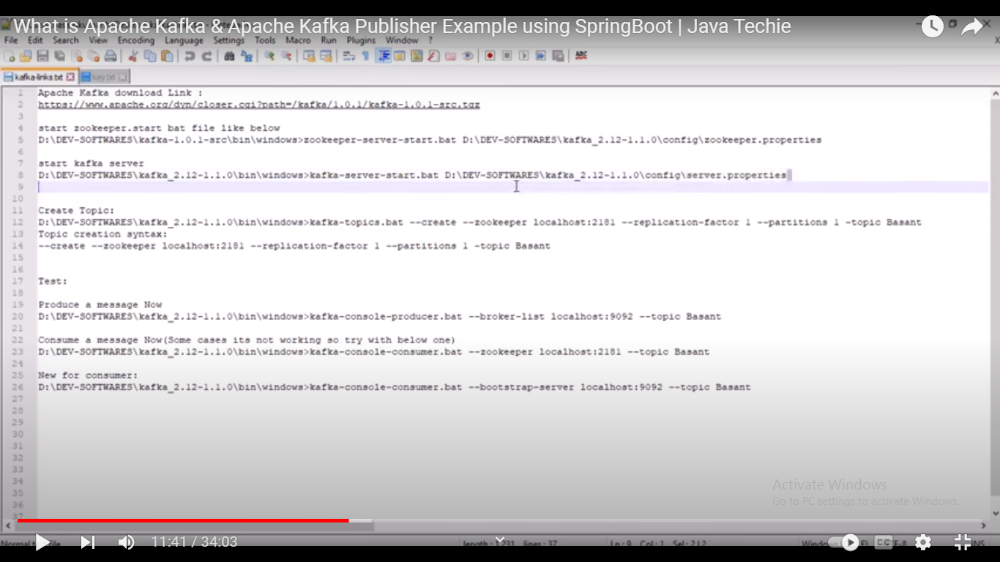 What is Apache Kafka & Apache Kafka Publisher Example using SpringBoot | Java Techie
File Edit Search View Encoding Language Settings Tools Macro Run Plugins Window ?
kafka-links.txt key.txt
1 Apache Kafka download Link :
2 https://www.apache.org/dyn/closer.cgi?path=/kafka/1.0.1/kafka-1.0.1-src.tgz
3
4 start zookeeper.start bat file like below
5 D:\DEV-SOFTWARES\kafka-1.0.1-src\bin\windows>zookeeper-server-start.bat D:\DEV-SOFTWARES\kafka_2.12-1.1.0\config\zookeeper.properties
6
7 start kafka server
8 D:\DEV-SOFTWARES\kafka_2.12-1.1.0\bin\windows>kafka-server-start.bat D:\DEV-SOFTWARES\kafka_2.12-1.1.0\config\server.properties
9
10
11 Create Topic:
12 D:\DEV-SOFTWARES\kafka_2.12-1.1.0\bin\windows>kafka-topics.bat --create --zookeeper localhost:2181 --replication-factor 1 --partitions 1 -topic Basant
13 Topic creation syntax:
14 --create --zookeeper localhost:2181 --replication-factor 1 --partitions 1 -topic Basant
15
16
17 Test:
18
19 Produce a message Now
20 D:\DEV-SOFTWARES\kafka_2.12-1.1.0\bin\windows>kafka-console-producer.bat --broker-list localhost:9092 --topic Basant
21
22 Consume a message Now(Some cases its not working so try with below one)
23 D:\DEV-SOFTWARES\kafka_2.12-1.1.0\bin\windows>kafka-console-consumer.bat --zookeeper localhost:2181 --topic Basant
24
25 New for consumer:
26 D:\DEV-SOFTWARES\kafka_2.12-1.1.0\bin\windows>kafka-console-consumer.bat --bootstrap-server localhost:9092 --topic Basant
27
28
29
30
31
32
33
34
35
36
37
Activate Windows
Go to PC settings to activate Windows.
11:41 / 34:03
length : 1231 lines : 37 Ln : 9 Col : 1